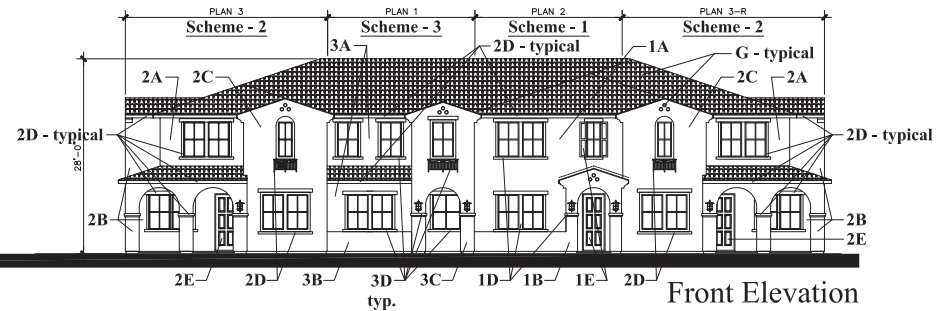 PLAN 3 PLAN 1 PLAN 2 PLAN 3-R
Scheme - 2 Scheme - 3 Scheme - 1 Scheme - 2
3A 2D - typical 1A G - typical
2A 2C 2C 2A
2D - typical 2D - typical
28'-0"
2B 2B
2E
2E 2D 3B 3D 3C 1D 1B 1E 2D
typ.
Front Elevation